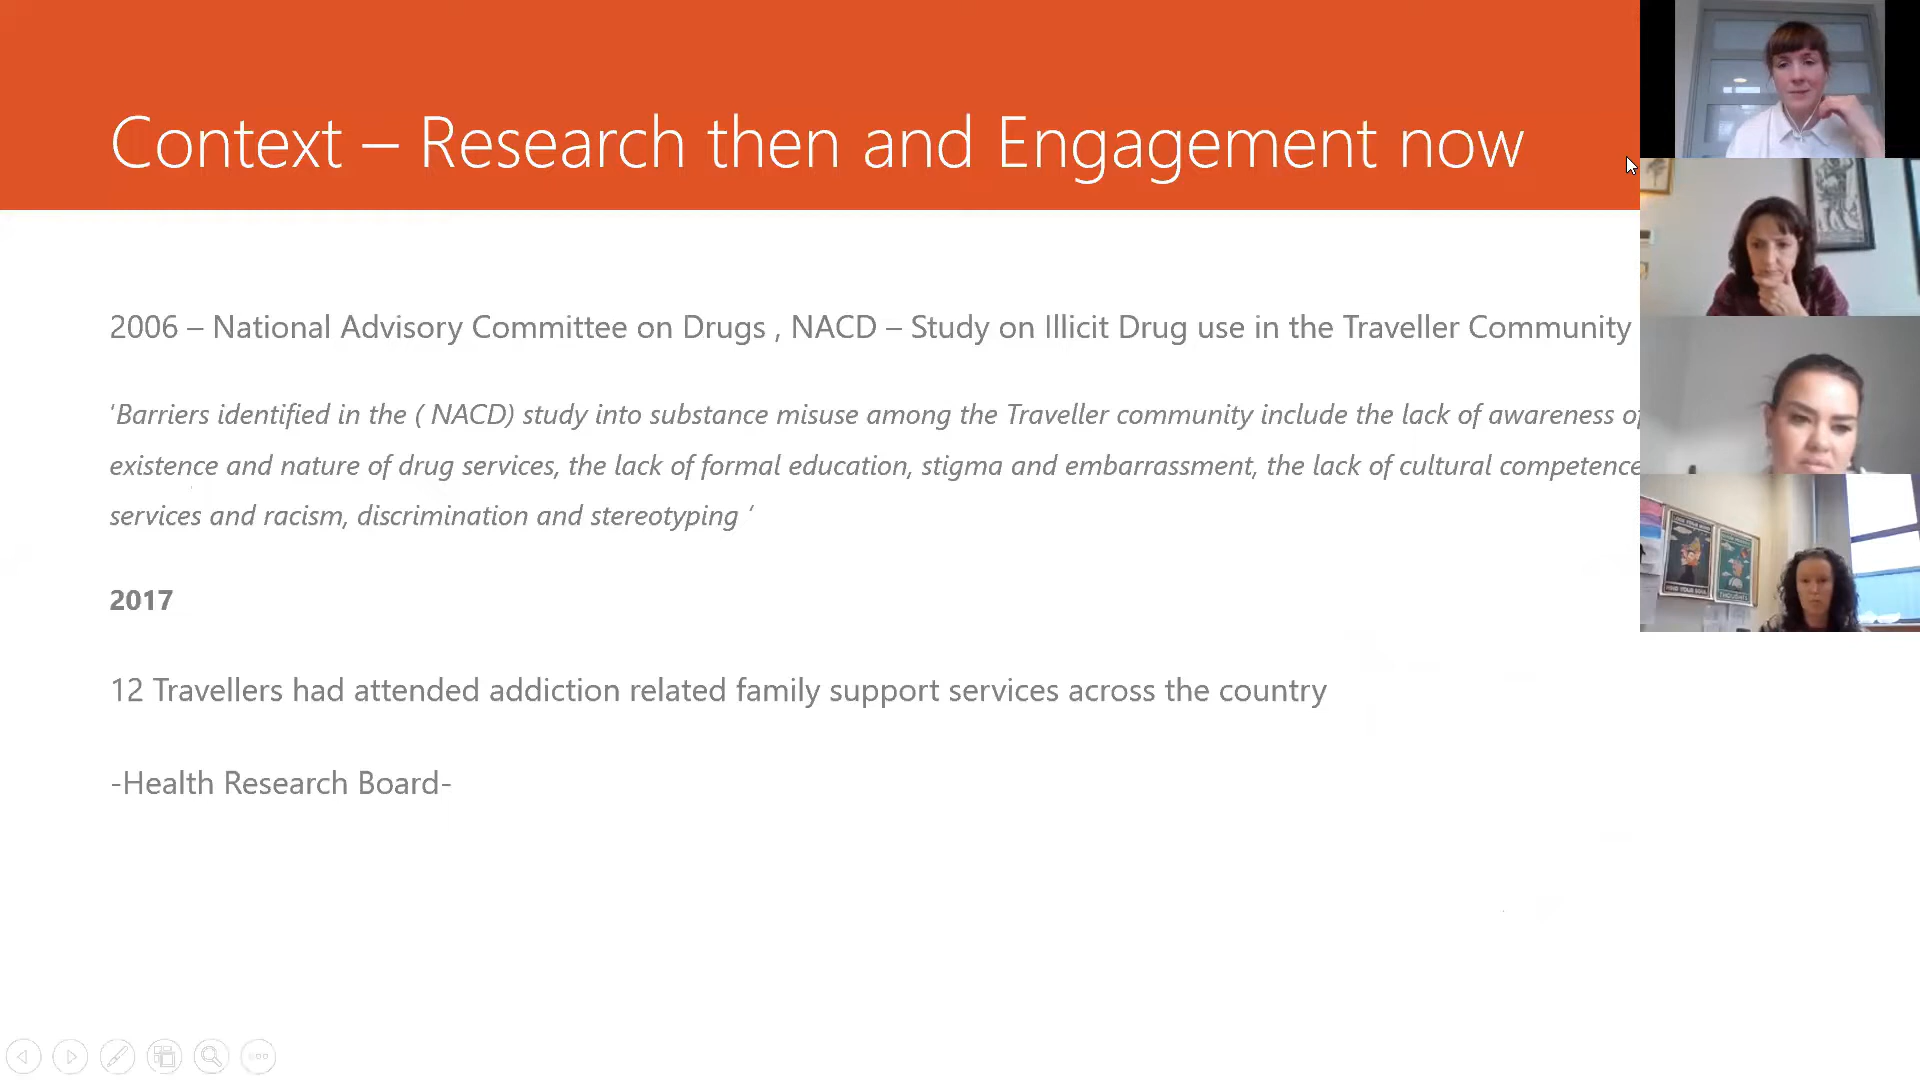 Context – Research then and Engagement now
2006 – National Advisory Committee on Drugs , NACD – Study on Illicit Drug use in the Traveller Community
'Barriers identified in the ( NACD) study into substance misuse among the Traveller community include the lack of awareness
existence and nature of drug services, the lack of formal education, stigma and embarrassment, the lack of cultural competence
services and racism, discrimination and stereotyping ‘
2017
12 Travellers had attended addiction related family support services across the country
-Health Research Board-